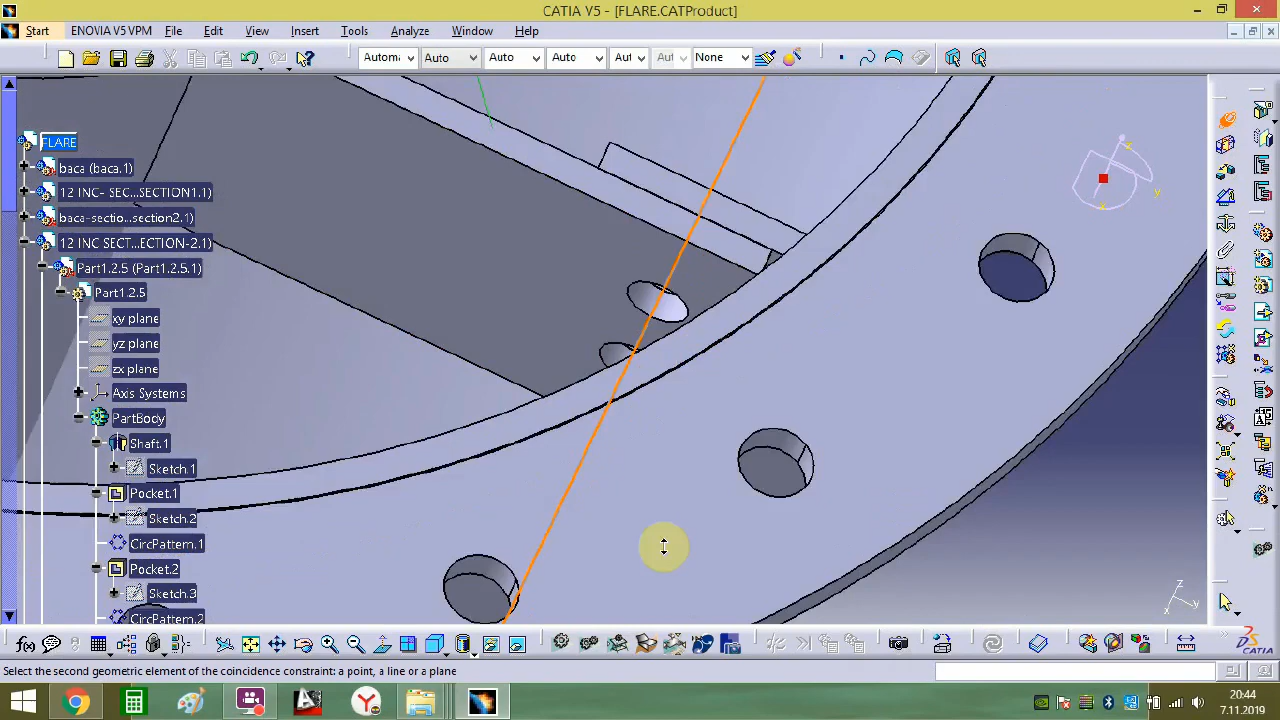 CATIA V5 - [FLARE.CATProduct]
Start ENOVIA V5 VPM File Edit View Insert Tools Analyze Window Help
Automa Auto Auto Auto Aut Aut None
FLARE
baca (baca.1)
12 INC- SEC...SECTION1.1)
baca-sectio...section2.1)
12 INC SECT...ECTION-2.1)
Part1.2.5 (Part1.2.5.1)
Part1.2.5
xy plane
yz plane
zx plane
Axis Systems
PartBody
Shaft.1
Sketch.1
Pocket.1
Sketch.2
CircPattern.1
Pocket.2
Sketch.3
CircPattern.2
z
y
x
z
x y
CATIA
Select the second geometric element of the coincidence constraint: a point, a line or a plane
20:44
7.11.2019